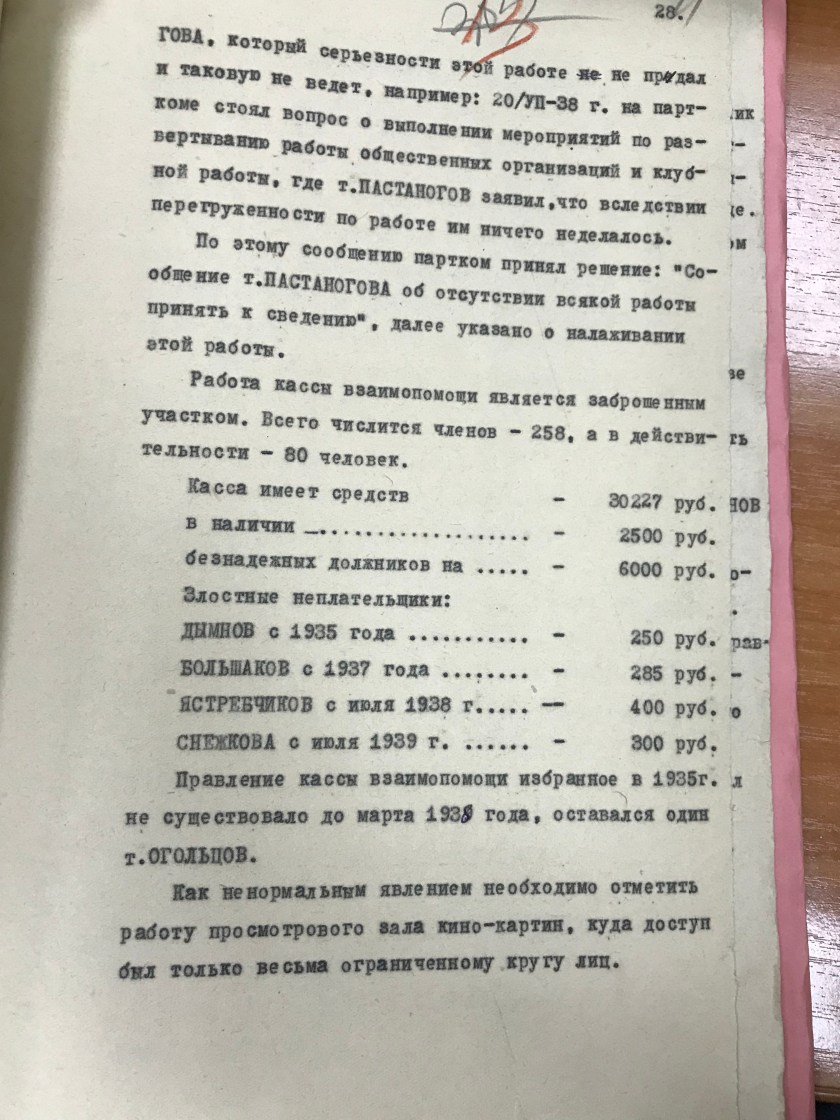 28.
ГОВА, который серьезности этой работе не не придал
и таковую не ведет, например: 20/УП-38 г. на парт-
коме стоял вопрос о выполнении мероприятий по раз-
вертыванию работы общественных организаций и клуб-
ной работы, где т.ПАСТАНОГОВ заявил,что вследствии
перегруженности по работе им ничего неделалось.
По этому сообщению партком принял решение: "Со-
общение т.ПАСТАНОГОВА об отсутствии всякой работы
принять к сведению", далее указано о налаживании
этой работы.
Работа кассы взаимопомощи является заброшенным
участком. Всего числится членов - 258, а в действи-
тельности - 80 человек.
Касса имеет средств - 30227 руб.
в наличии _................... - 2500 руб.
безнадежных должников на ..... - 6000 руб.
Злостные неплательщики:
ДЫМНОВ с 1935 года ........... - 250 руб.
БОЛЬШАКОВ с 1937 года ........ - 285 руб.
ЯСТРЕБЧИКОВ с июля 1938 г..... -- 400 руб.
СНЕЖКОВА с июля 1939 г. ...... - 300 руб.
Правление кассы взаимопомощи избранное в 1935г.
не существовало до марта 1938 года, оставался один
т.ОГОЛЬЦОВ.
Как ненормальным явлением необходимо отметить
работу просмотрового зала кино-картин, куда доступ
был только весьма ограниченному кругу лиц.